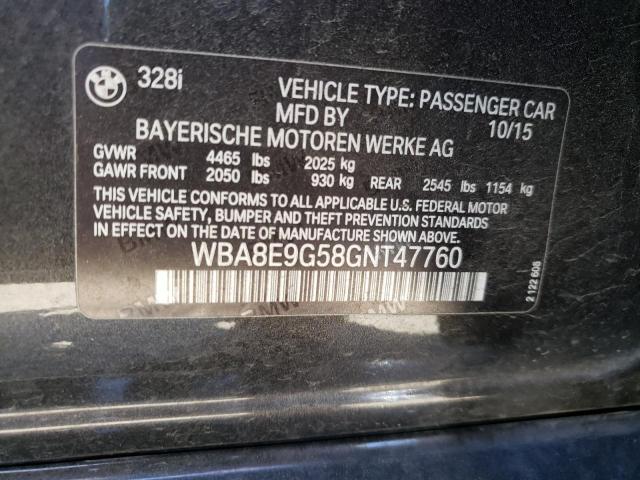 BMW 328i VEHICLE TYPE: PASSENGER CAR
MFD BY 10/15
BAYERISCHE MOTOREN WERKE AG
GVWR 4465 lbs 2025 kg
GAWR FRONT 2050 lbs 930 kg REAR 2545 lbs 1154 kg
THIS VEHICLE CONFORMS TO ALL APPLICABLE U.S. FEDERAL MOTOR
VEHICLE SAFETY, BUMPER AND THEFT PREVENTION STANDARDS
IN EFFECT ON THE DATE OF MANUFACTURE SHOWN ABOVE.
WBA8E9G58GNT47760
2 122 608